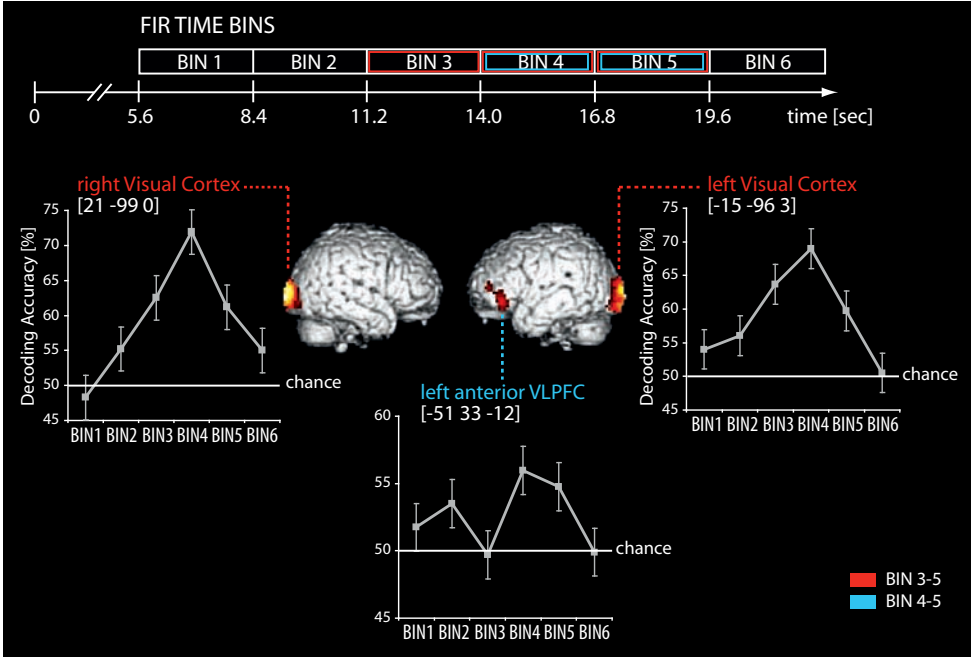 FIR TIME BINS
BIN 1 BIN 2 BIN 3 BIN 4 BIN 5 BIN 6
0 5.6 8.4 11.2 14.0 16.8 19.6 time [sec]
right Visual Cortex
[21 -99 0]
Decoding Accuracy [%]
75
70
65
60
55
50
45
chance
BIN1 BIN2 BIN3 BIN4 BIN5 BIN6
left Visual Cortex
[-15 -96 3]
Decoding Accuracy [%]
75
70
65
60
55
50
45
chance
BIN1 BIN2 BIN3 BIN4 BIN5 BIN6
left anterior VLPFC
[-51 33 -12]
60
55
50
45
chance
BIN1 BIN2 BIN3 BIN4 BIN5 BIN6
BIN 3-5
BIN 4-5